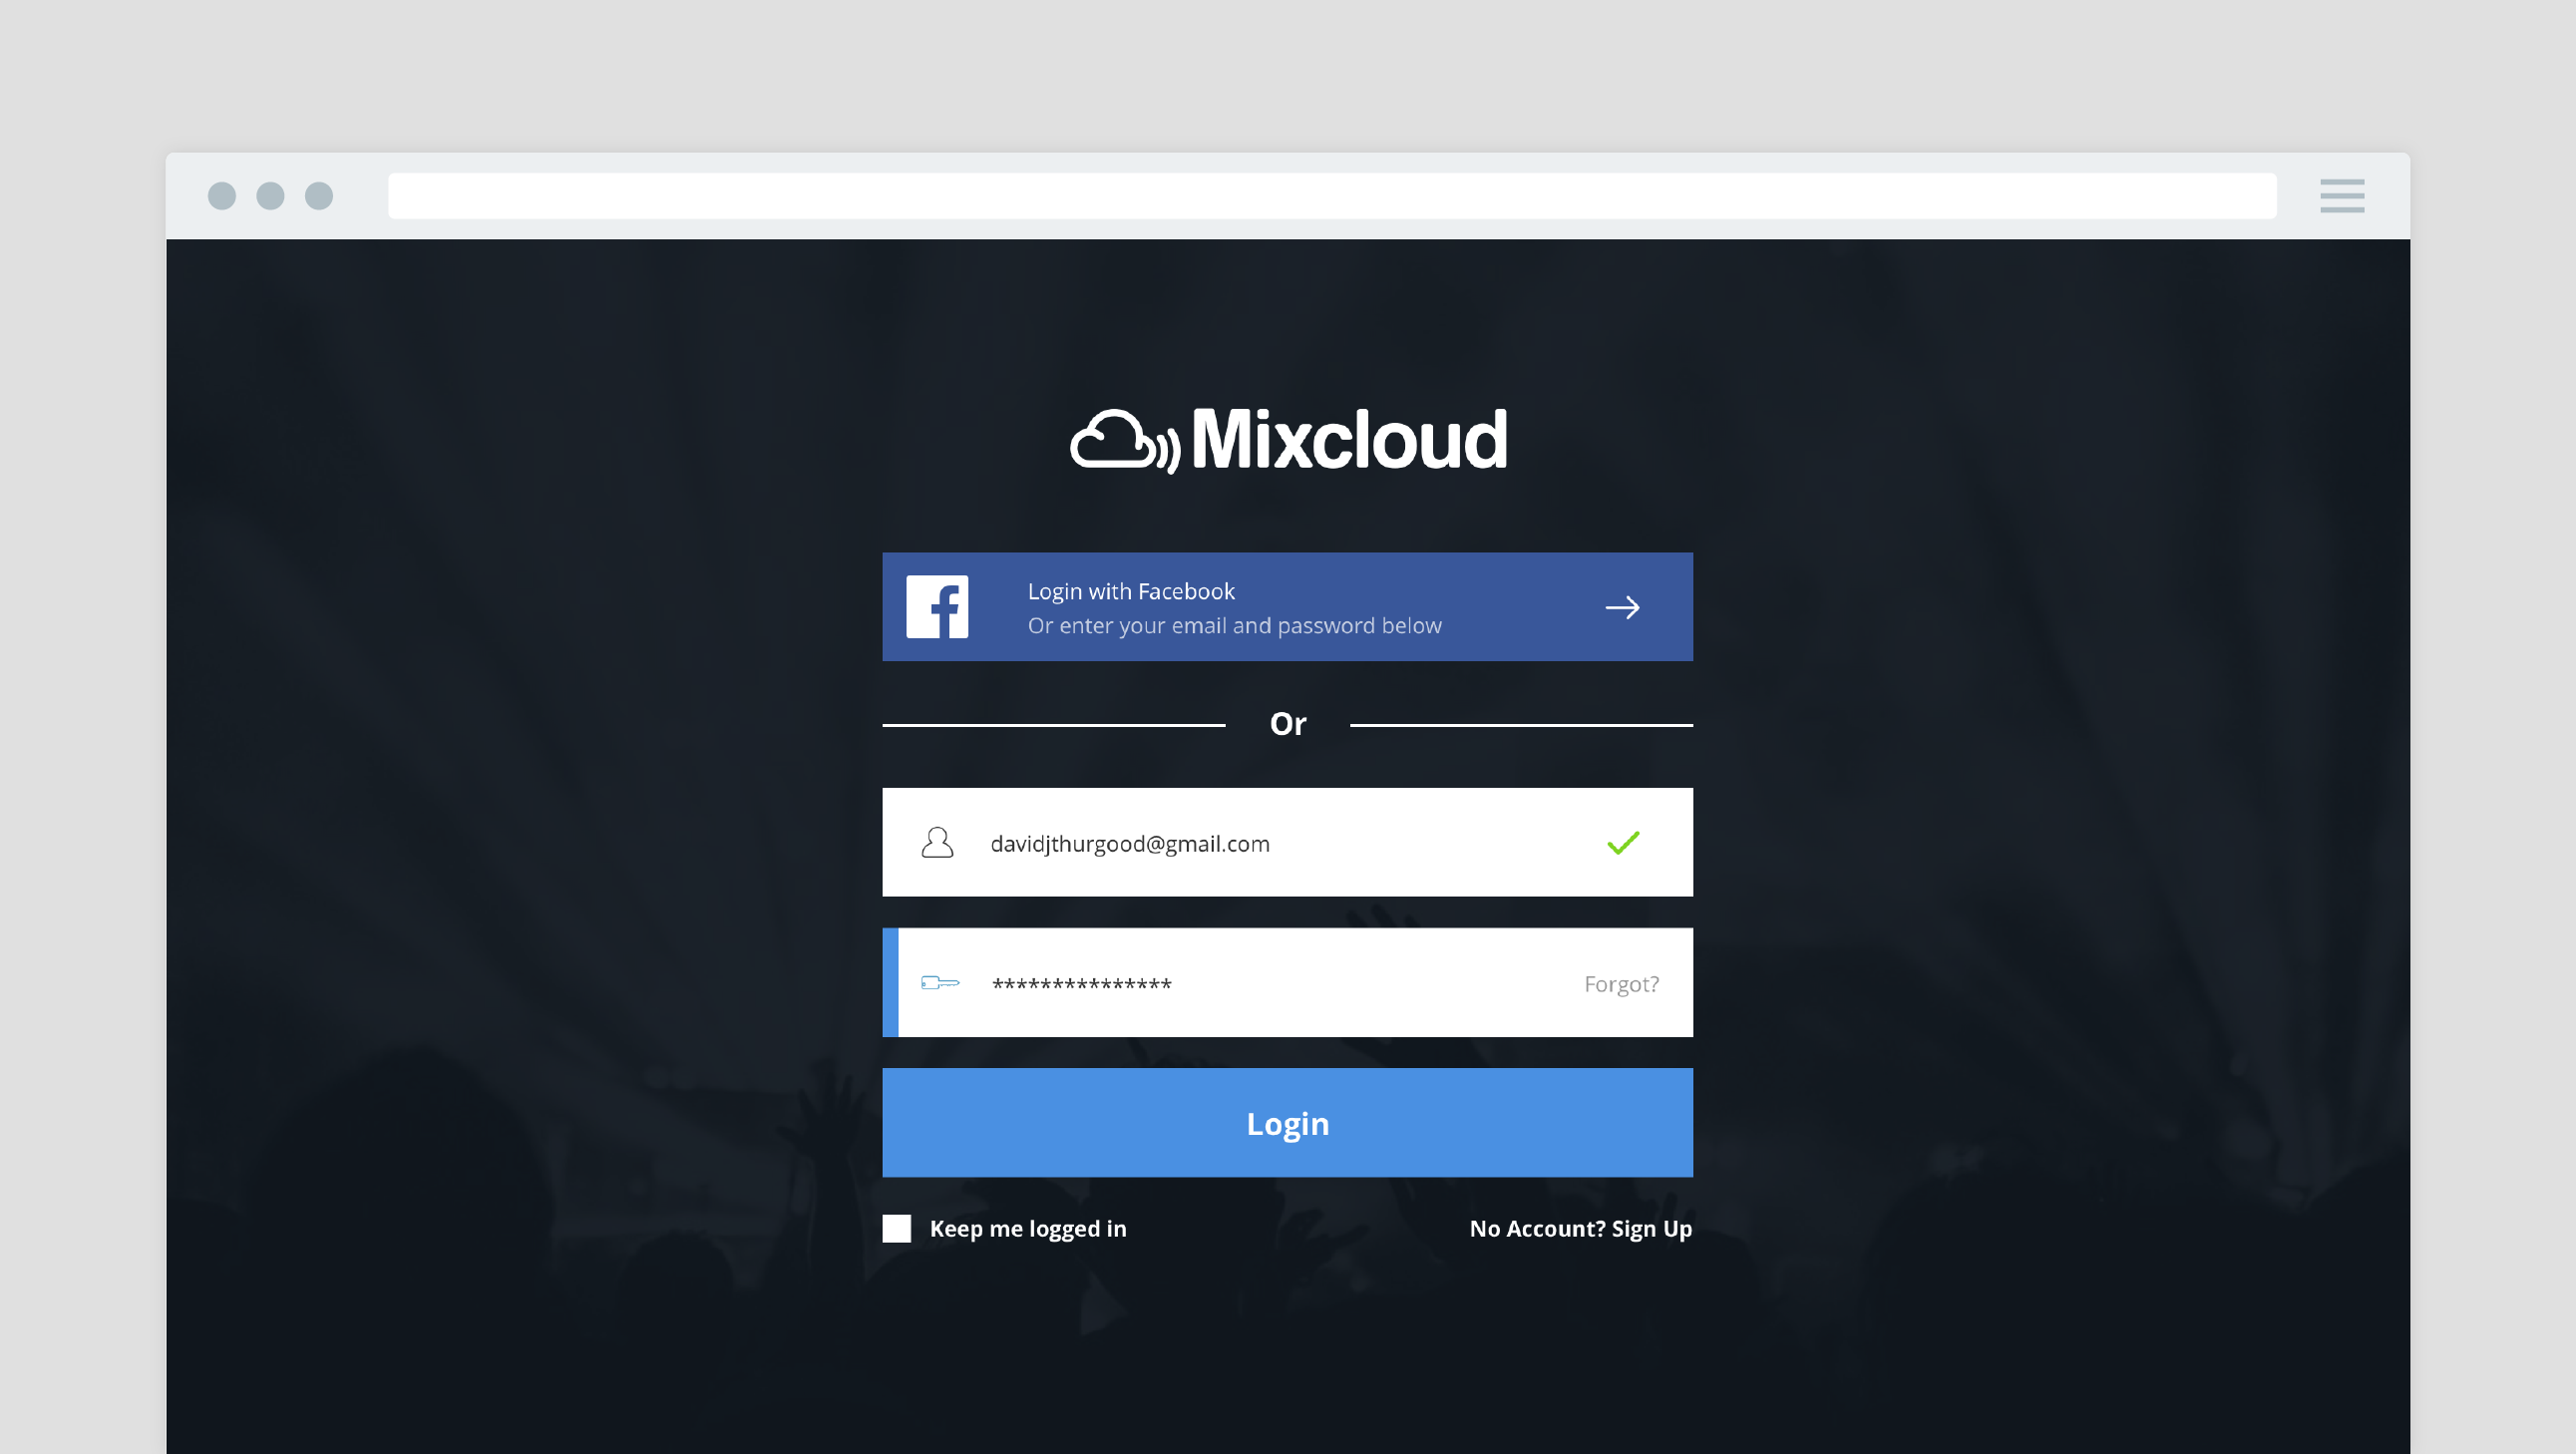 Mixcloud
Login with Facebook
Or enter your email and password below
Or
davidjthurgood@gmail.com
***************
Forgot?
Login
Keep me logged in
No Account? Sign Up